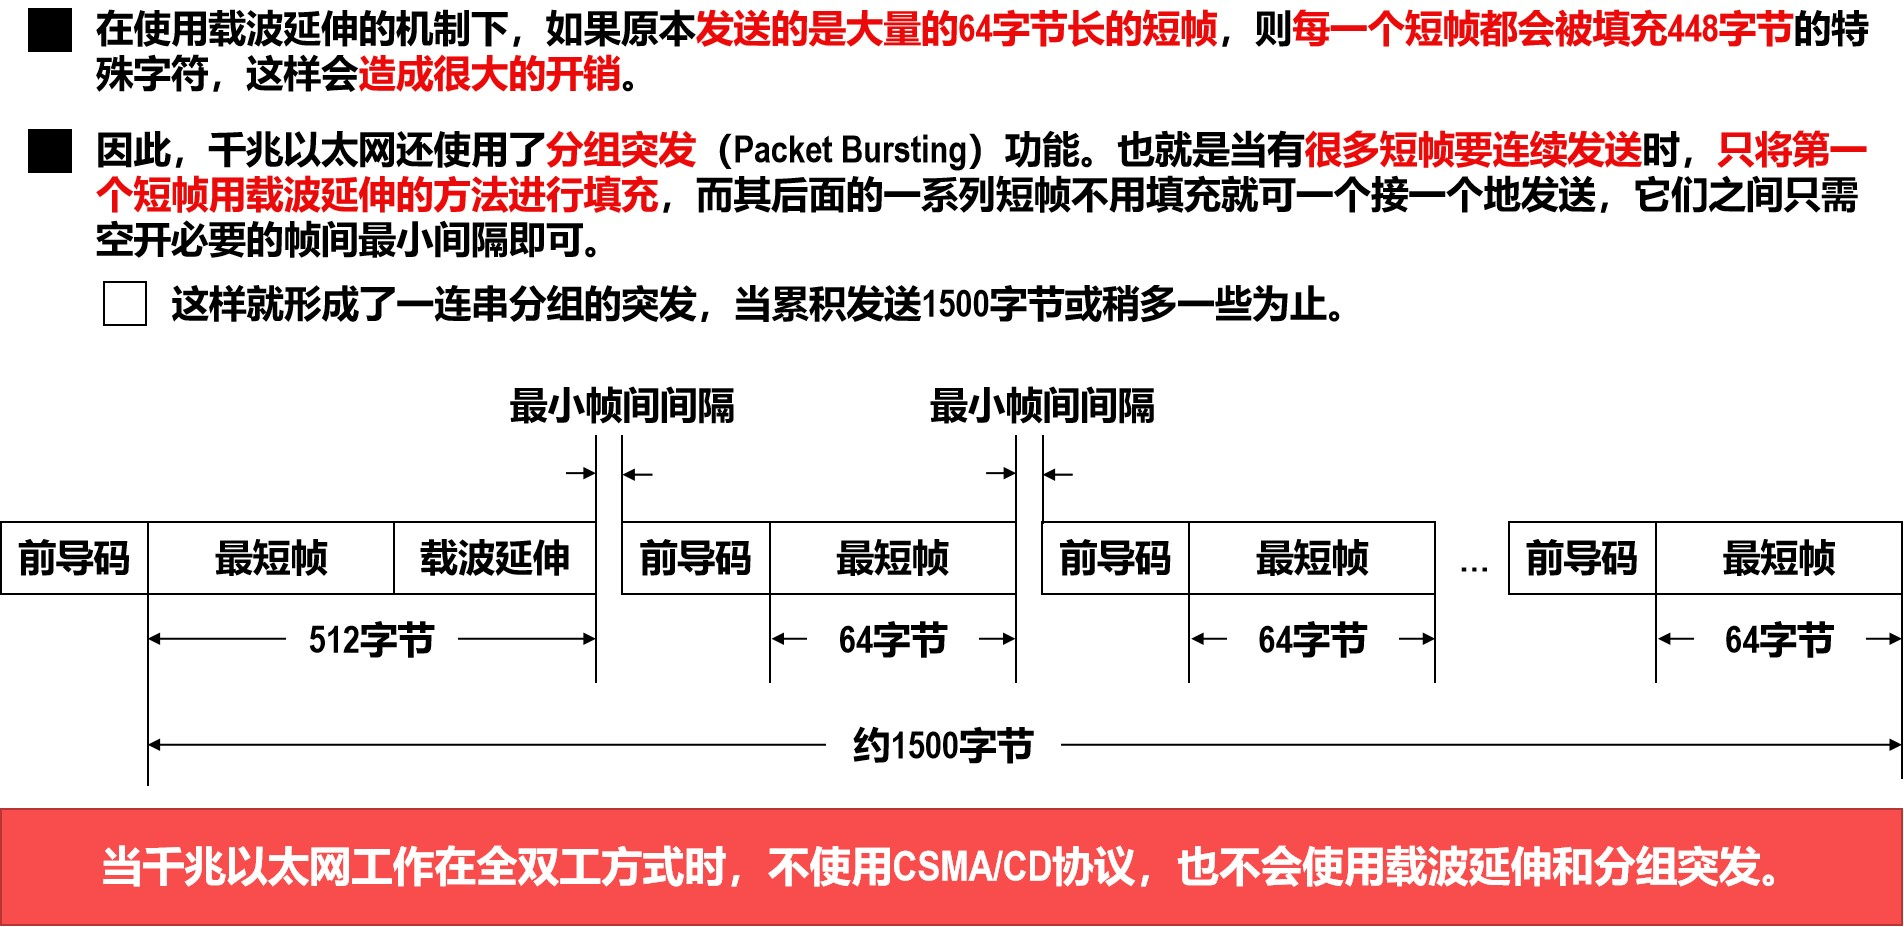 在使用载波延伸的机制下，如果原本发送的是大量的64字节长的短帧，则每一个短帧都会被填充448字节的特
殊字符，这样会造成很大的开销。
因此，千兆以太网还使用了分组突发（Packet Bursting）功能。也就是当有很多短帧要连续发送时，只将第一
个短帧用载波延伸的方法进行填充，而其后面的一系列短帧不用填充就可一个接一个地发送，它们之间只需
空开必要的帧间最小间隔即可。
这样就形成了一连串分组的突发，当累积发送1500字节或稍多一些为止。
最小帧间间隔 最小帧间间隔
前导码 最短帧 载波延伸 前导码 最短帧 前导码 最短帧 … 前导码 最短帧
512字节 64字节 64字节 64字节
约1500字节
当千兆以太网工作在全双工方式时，不使用CSMA/CD协议，也不会使用载波延伸和分组突发。